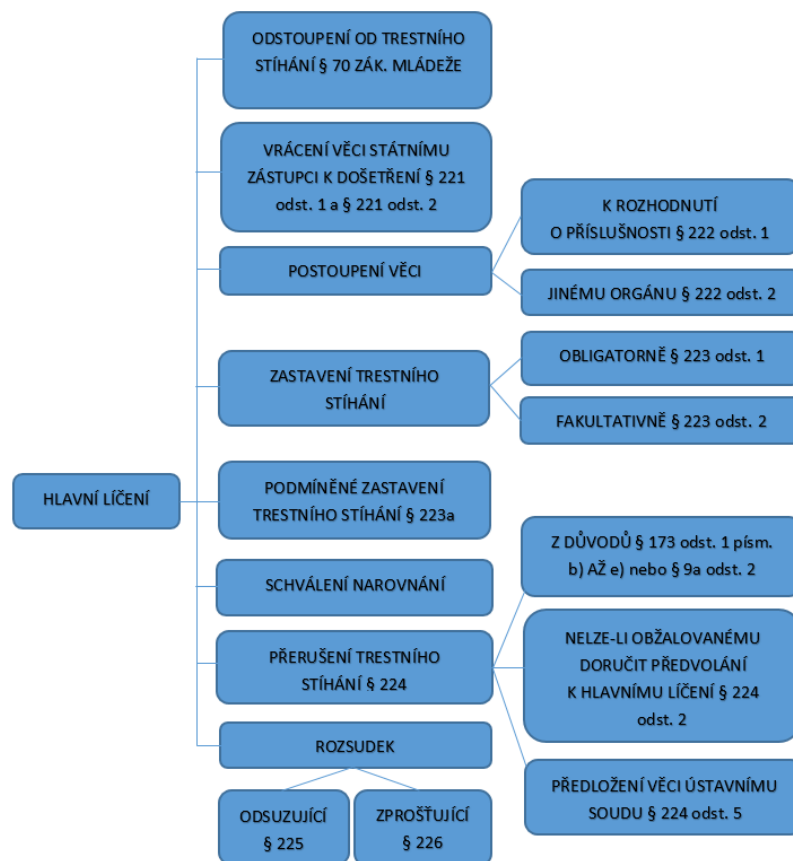 ODSTOUPENÍ OD TRESTNÍHO
STÍHÁNÍ § 70 ZÁK. MLÁDEŽE
VRÁCENÍ VĚCI STÁTNÍMU
ZÁSTUPCI K DOŠETŘENÍ § 221
odst. 1 a § 221 odst. 2
POSTOUPENÍ VĚCI
K ROZHODNUTÍ
O PŘÍSLUŠNOSTI § 222 odst. 1
JINÉMU ORGÁNU § 222 odst. 2
ZASTAVENÍ TRESTNÍHO
STÍHÁNÍ
OBLIGATORNĚ § 223 odst. 1
FAKULTATIVNĚ § 223 odst. 2
HLAVNÍ LÍČENÍ
PODMÍNĚNÉ ZASTAVENÍ
TRESTNÍHO STÍHÁNÍ § 223a
SCHVÁLENÍ NAROVNÁNÍ
PŘERUŠENÍ TRESTNÍHO
STÍHÁNÍ § 224
Z DŮVODŮ § 173 odst. 1 písm.
b) AŽ e) nebo § 9a odst. 2
NELZE-LI OBŽALOVANÉMU
DORUČIT PŘEDVOLÁNÍ
K HLAVNÍMU LÍČENÍ § 224
odst. 2
PŘEDLOŽENÍ VĚCI ÚSTAVNÍMU
SOUDU § 224 odst. 5
ROZSUDEK
ODSUZUJÍCÍ
§ 225
ZPROŠŤUJÍCÍ
§ 226